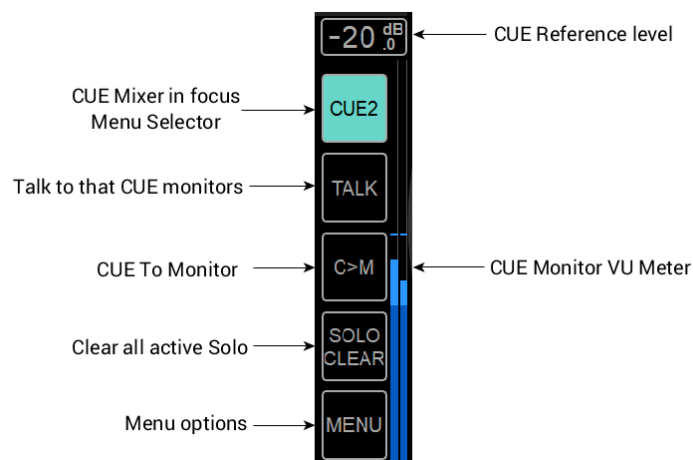 -20 dB .0
CUE Reference level
CUE Mixer in focus
Menu Selector
CUE2
Talk to that CUE monitors
TALK
CUE To Monitor
C>M
CUE Monitor VU Meter
Clear all active Solo
SOLO
CLEAR
Menu options
MENU